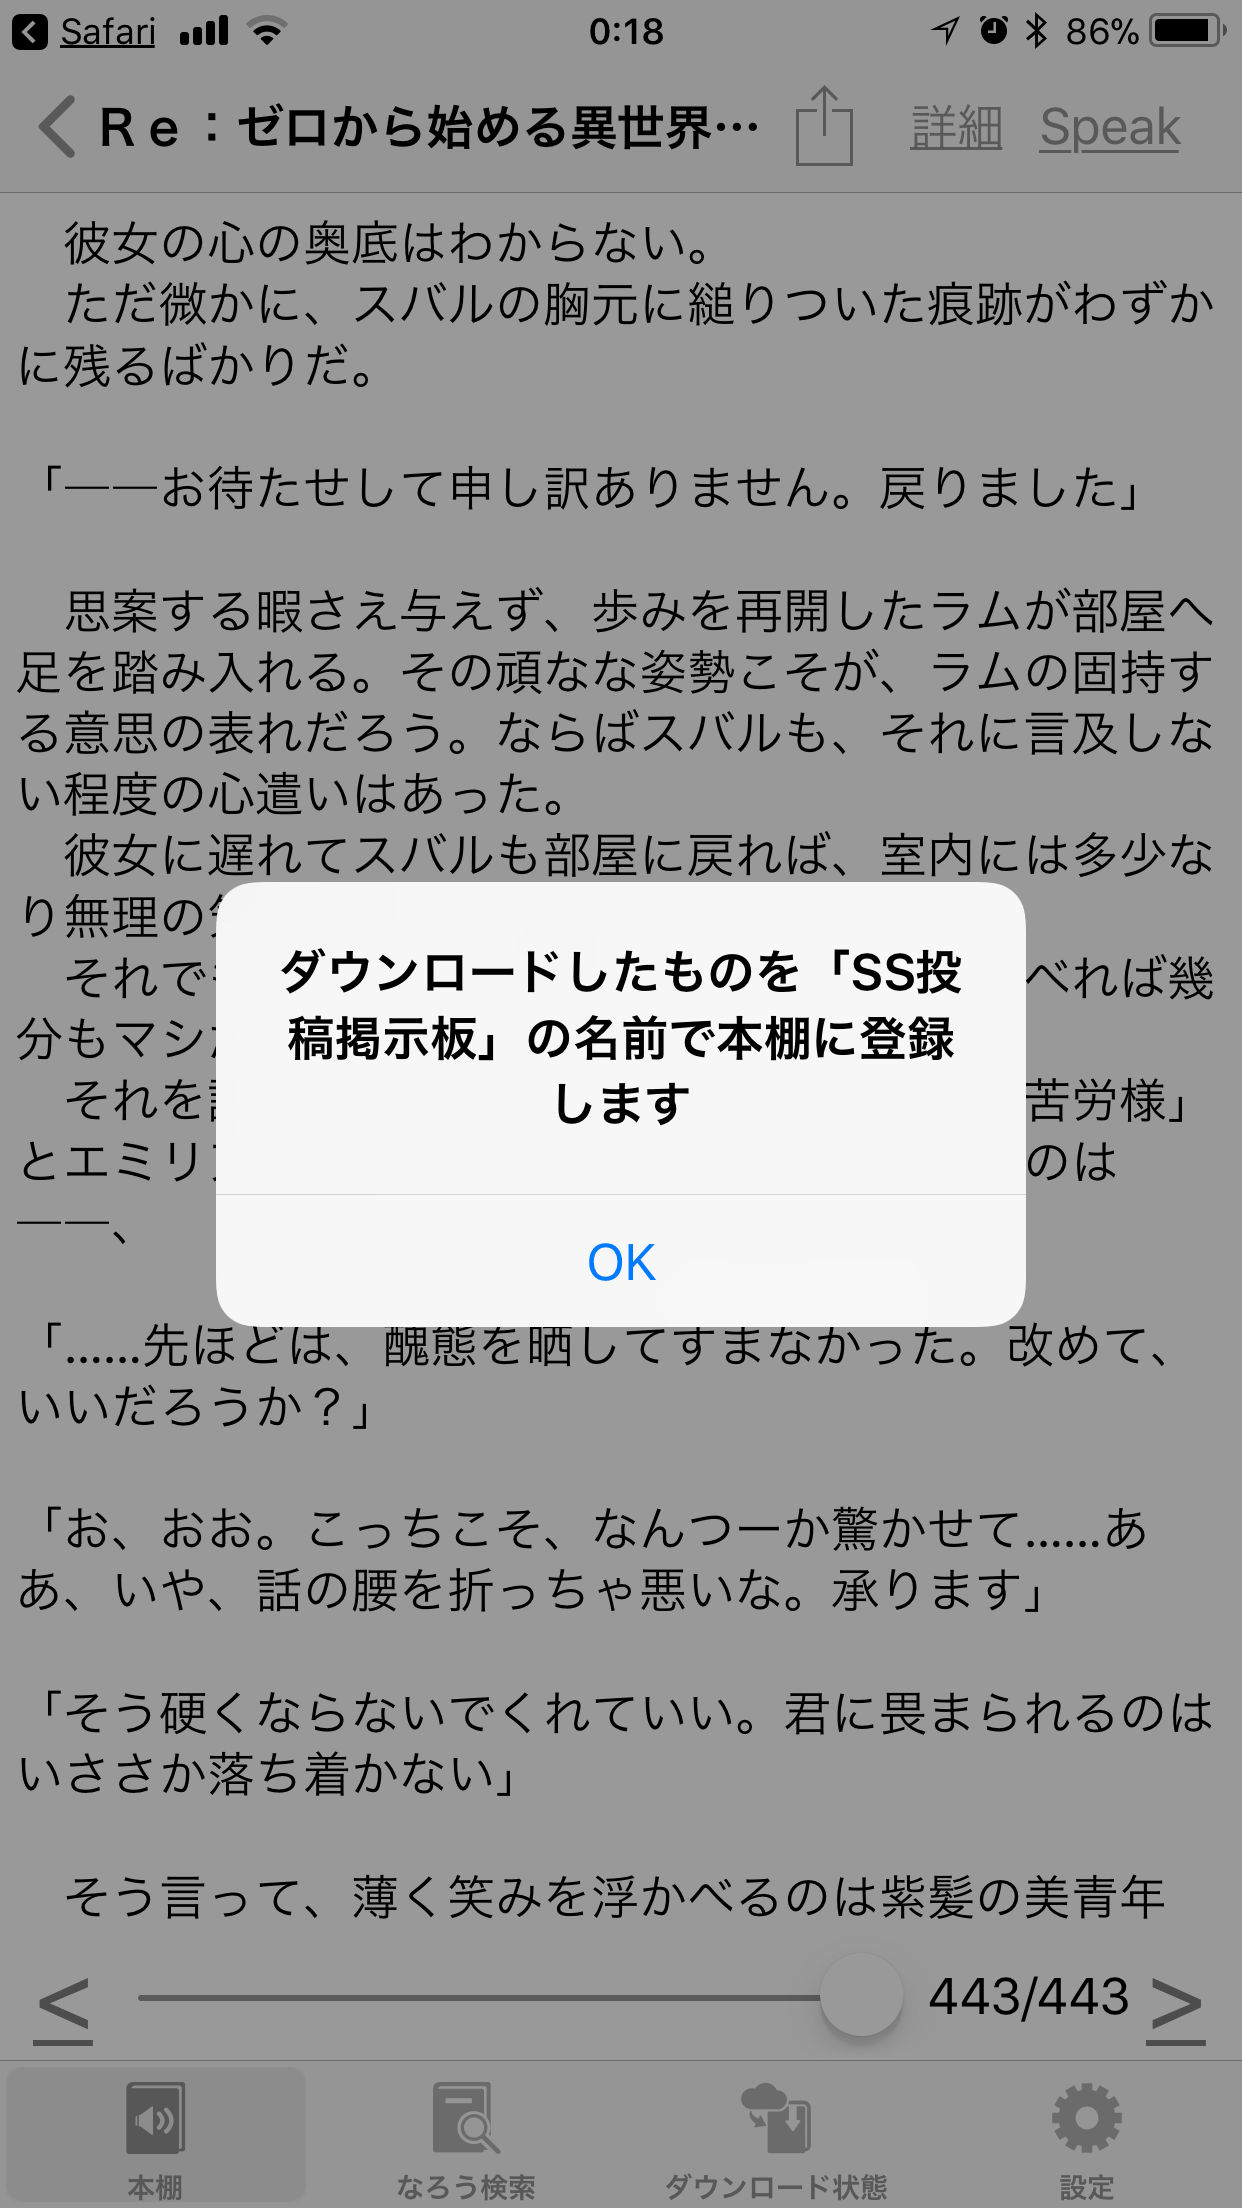 Safari 0:18 86%
Ｒｅ：ゼロから始める異世界… 詳細 Speak
彼女の心の奥底はわからない。
ただ微かに、スバルの胸元に縋りついた痕跡がわずか
に残るばかりだ。
「――お待たせして申し訳ありません。戻りました」
思案する暇さえ与えず、歩みを再開したラムが部屋へ
足を踏み入れる。その頑なな姿勢こそが、ラムの固持す
る意思の表れだろう。ならばスバルも、それに言及しな
い程度の心遣いはあった。
彼女に遅れてスバルも部屋に戻れば、室内には多少な
り無理の
それで べれば幾
分もマシ
それを 苦労様」
とエミリ のは
――、
ダウンロードしたものを「SS投
稿掲示板」の名前で本棚に登録
します
OK
「……先ほどは、醜態を晒してすまなかった。改めて、
いいだろうか？」
「お、おお。こっちこそ、なんつーか驚かせて……あ
あ、いや、話の腰を折っちゃ悪いな。承ります」
「そう硬くならないでくれていい。君に畏まられるのは
いささか落ち着かない」
そう言って、薄く笑みを浮かべるのは紫髪の美青年
< 443/443 >
本棚 なろう検索 ダウンロード状態 設定